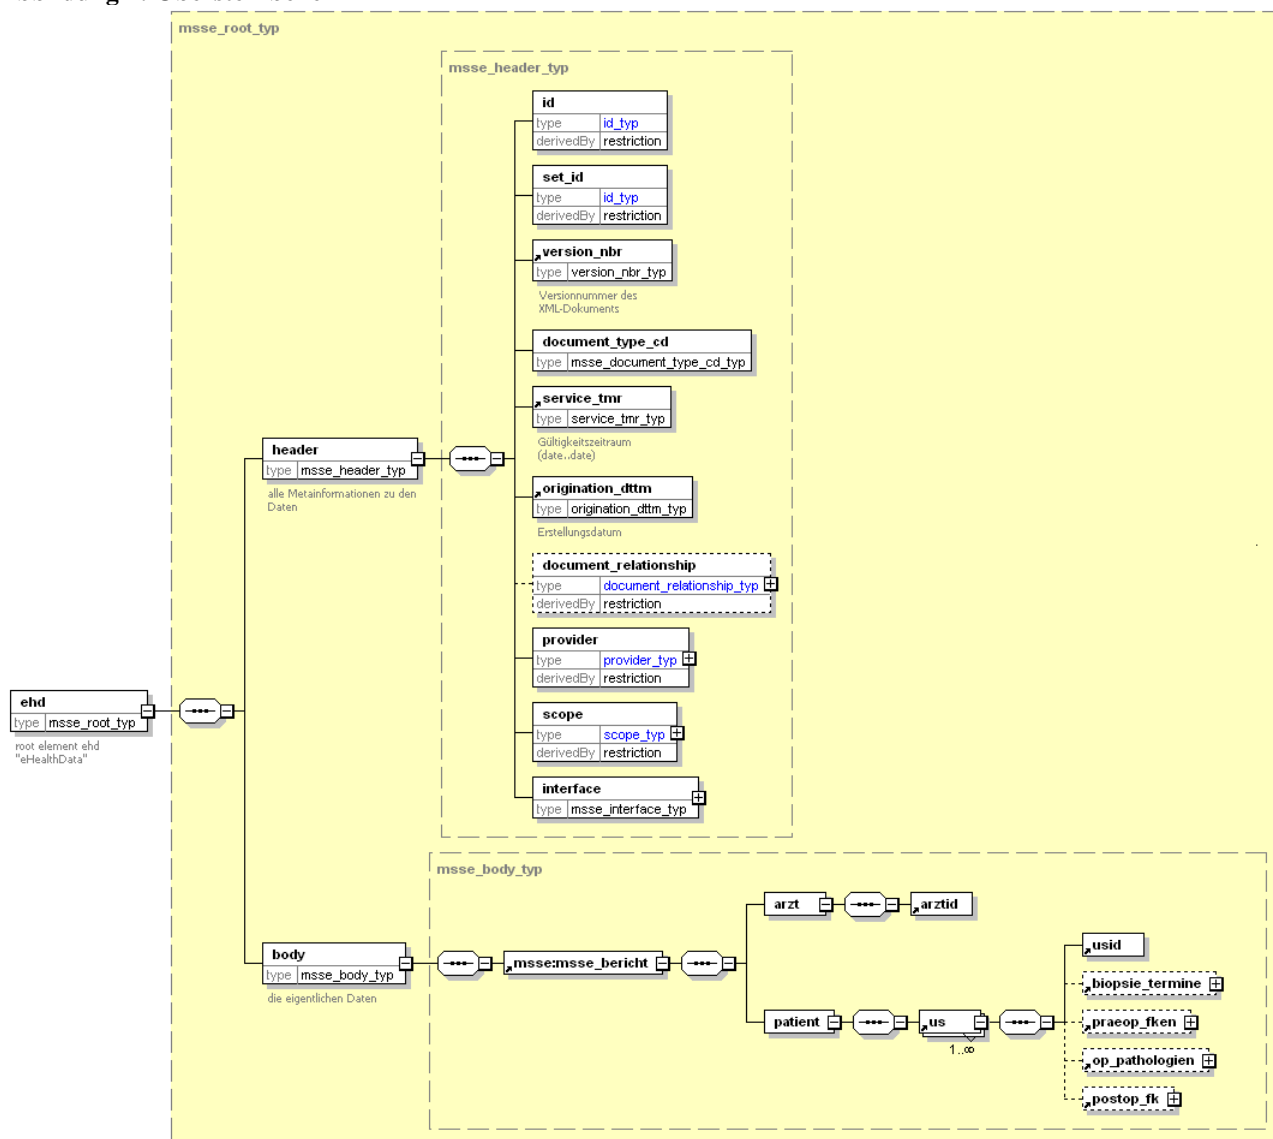 msse_root_typ
msse_header_typ
id
type id_typ
derivedBy restriction
set_id
type id_typ
derivedBy restriction
version_nbr
type version_nbr_typ
Versionnummer des
XML-Dokuments
document_type_cd
type msse_document_type_cd_typ
service_tmr
type service_tmr_typ
Gültigkeitszeitraum
(date..date)
header
type msse_header_typ
alle Metainformationen zu den
Daten
origination_dttm
type origination_dttm_typ
Erstellungsdatum
document_relationship
type document_relationship_typ
derivedBy restriction
provider
type provider_typ
derivedBy restriction
ehd
type msse_root_typ
root element ehd
"eHealthData"
scope
type scope_typ
derivedBy restriction
interface
type msse_interface_typ
msse_body_typ
arzt
arztid
body
type msse_body_typ
die eigentlichen Daten
msse:msse_bericht
usid
biopsie_termine
patient
us
1..∞
praeop_fken
op_pathologien
postop_fk